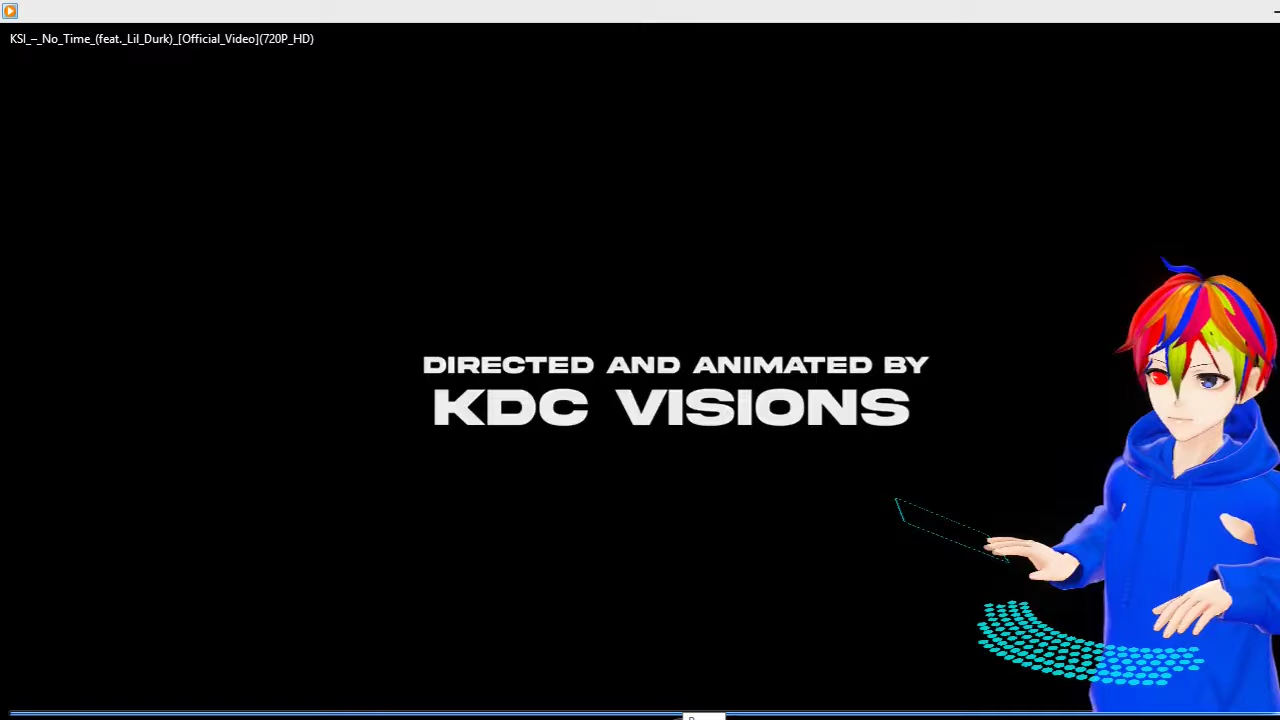 KSI_–_No_Time_(feat._Lil_Durk)_[Official_Video](720P_HD)
DIRECTED AND ANIMATED BY
KDC VISIONS